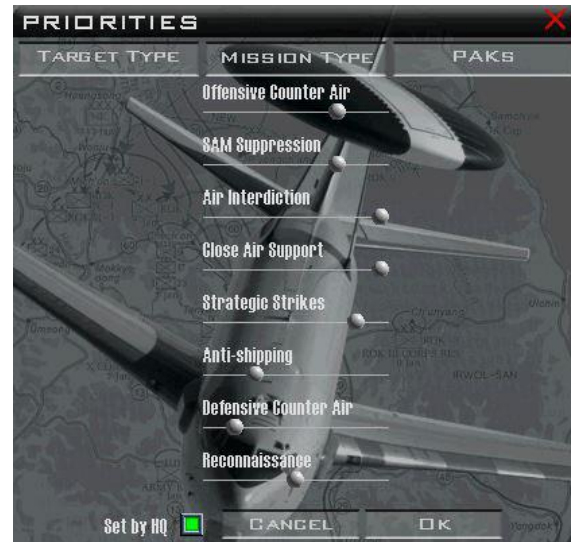 PRIORITIES
TARGET TYPE MISSION TYPE PAKS
Offensive Counter Air
SAM Suppression
Air Interdiction
Close Air Support
Strategic Strikes
Anti-shipping
Defensive Counter Air
Reconnaissance
Set by HQ CANCEL OK